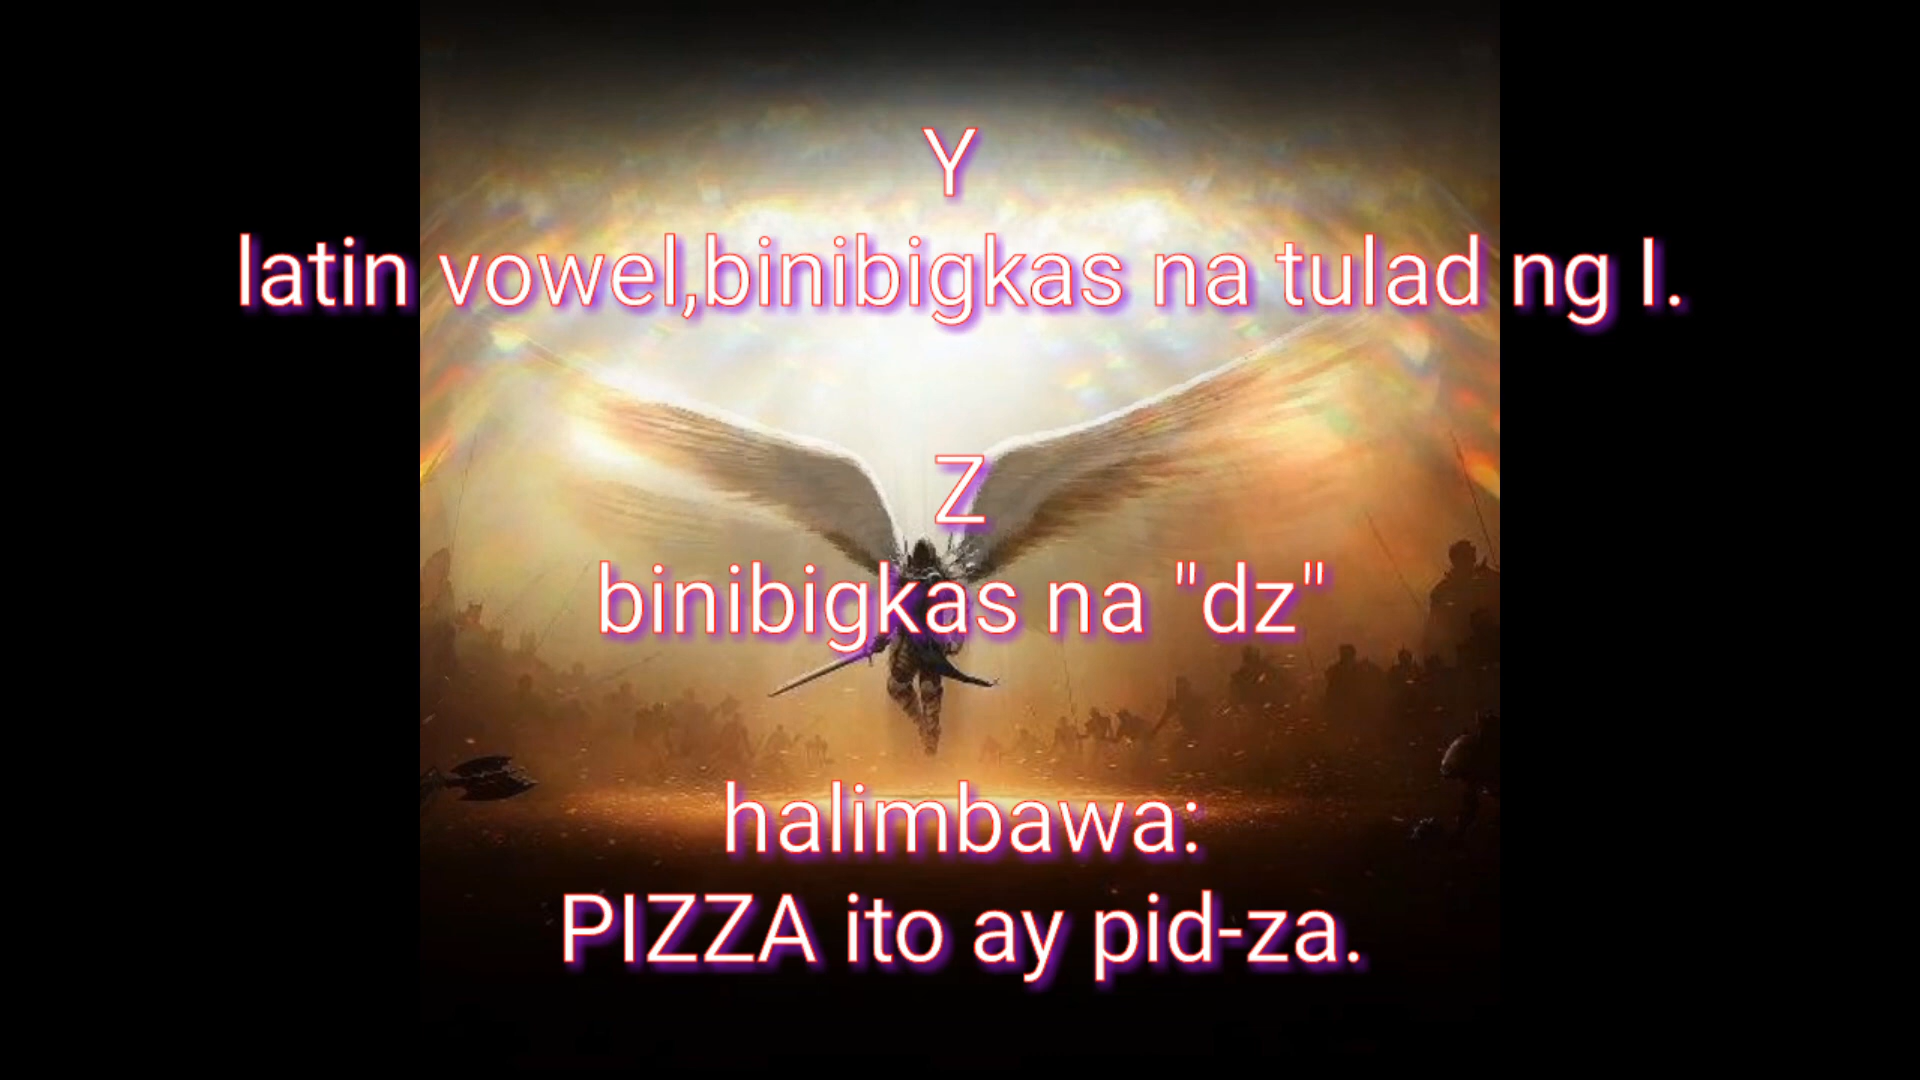 Y
latin vowel,binibigkas na tulad ng I.
Z
binibigkas na "dz"
halimbawa:
PIZZA ito ay pid-za.